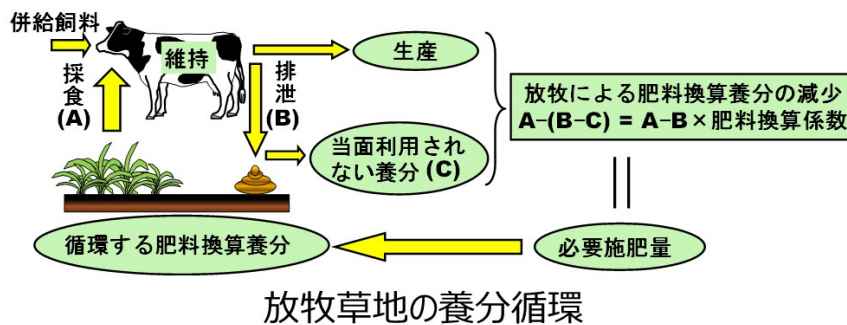 併給飼料
維持
採食
(A)
排泄
(B)
生産
当面利用され
ない養分(C)
放牧による肥料換算養分の減少
A−(B−C) = A−B×肥料換算係数
循環する肥料換算養分
必要施肥量
放牧草地の養分循環